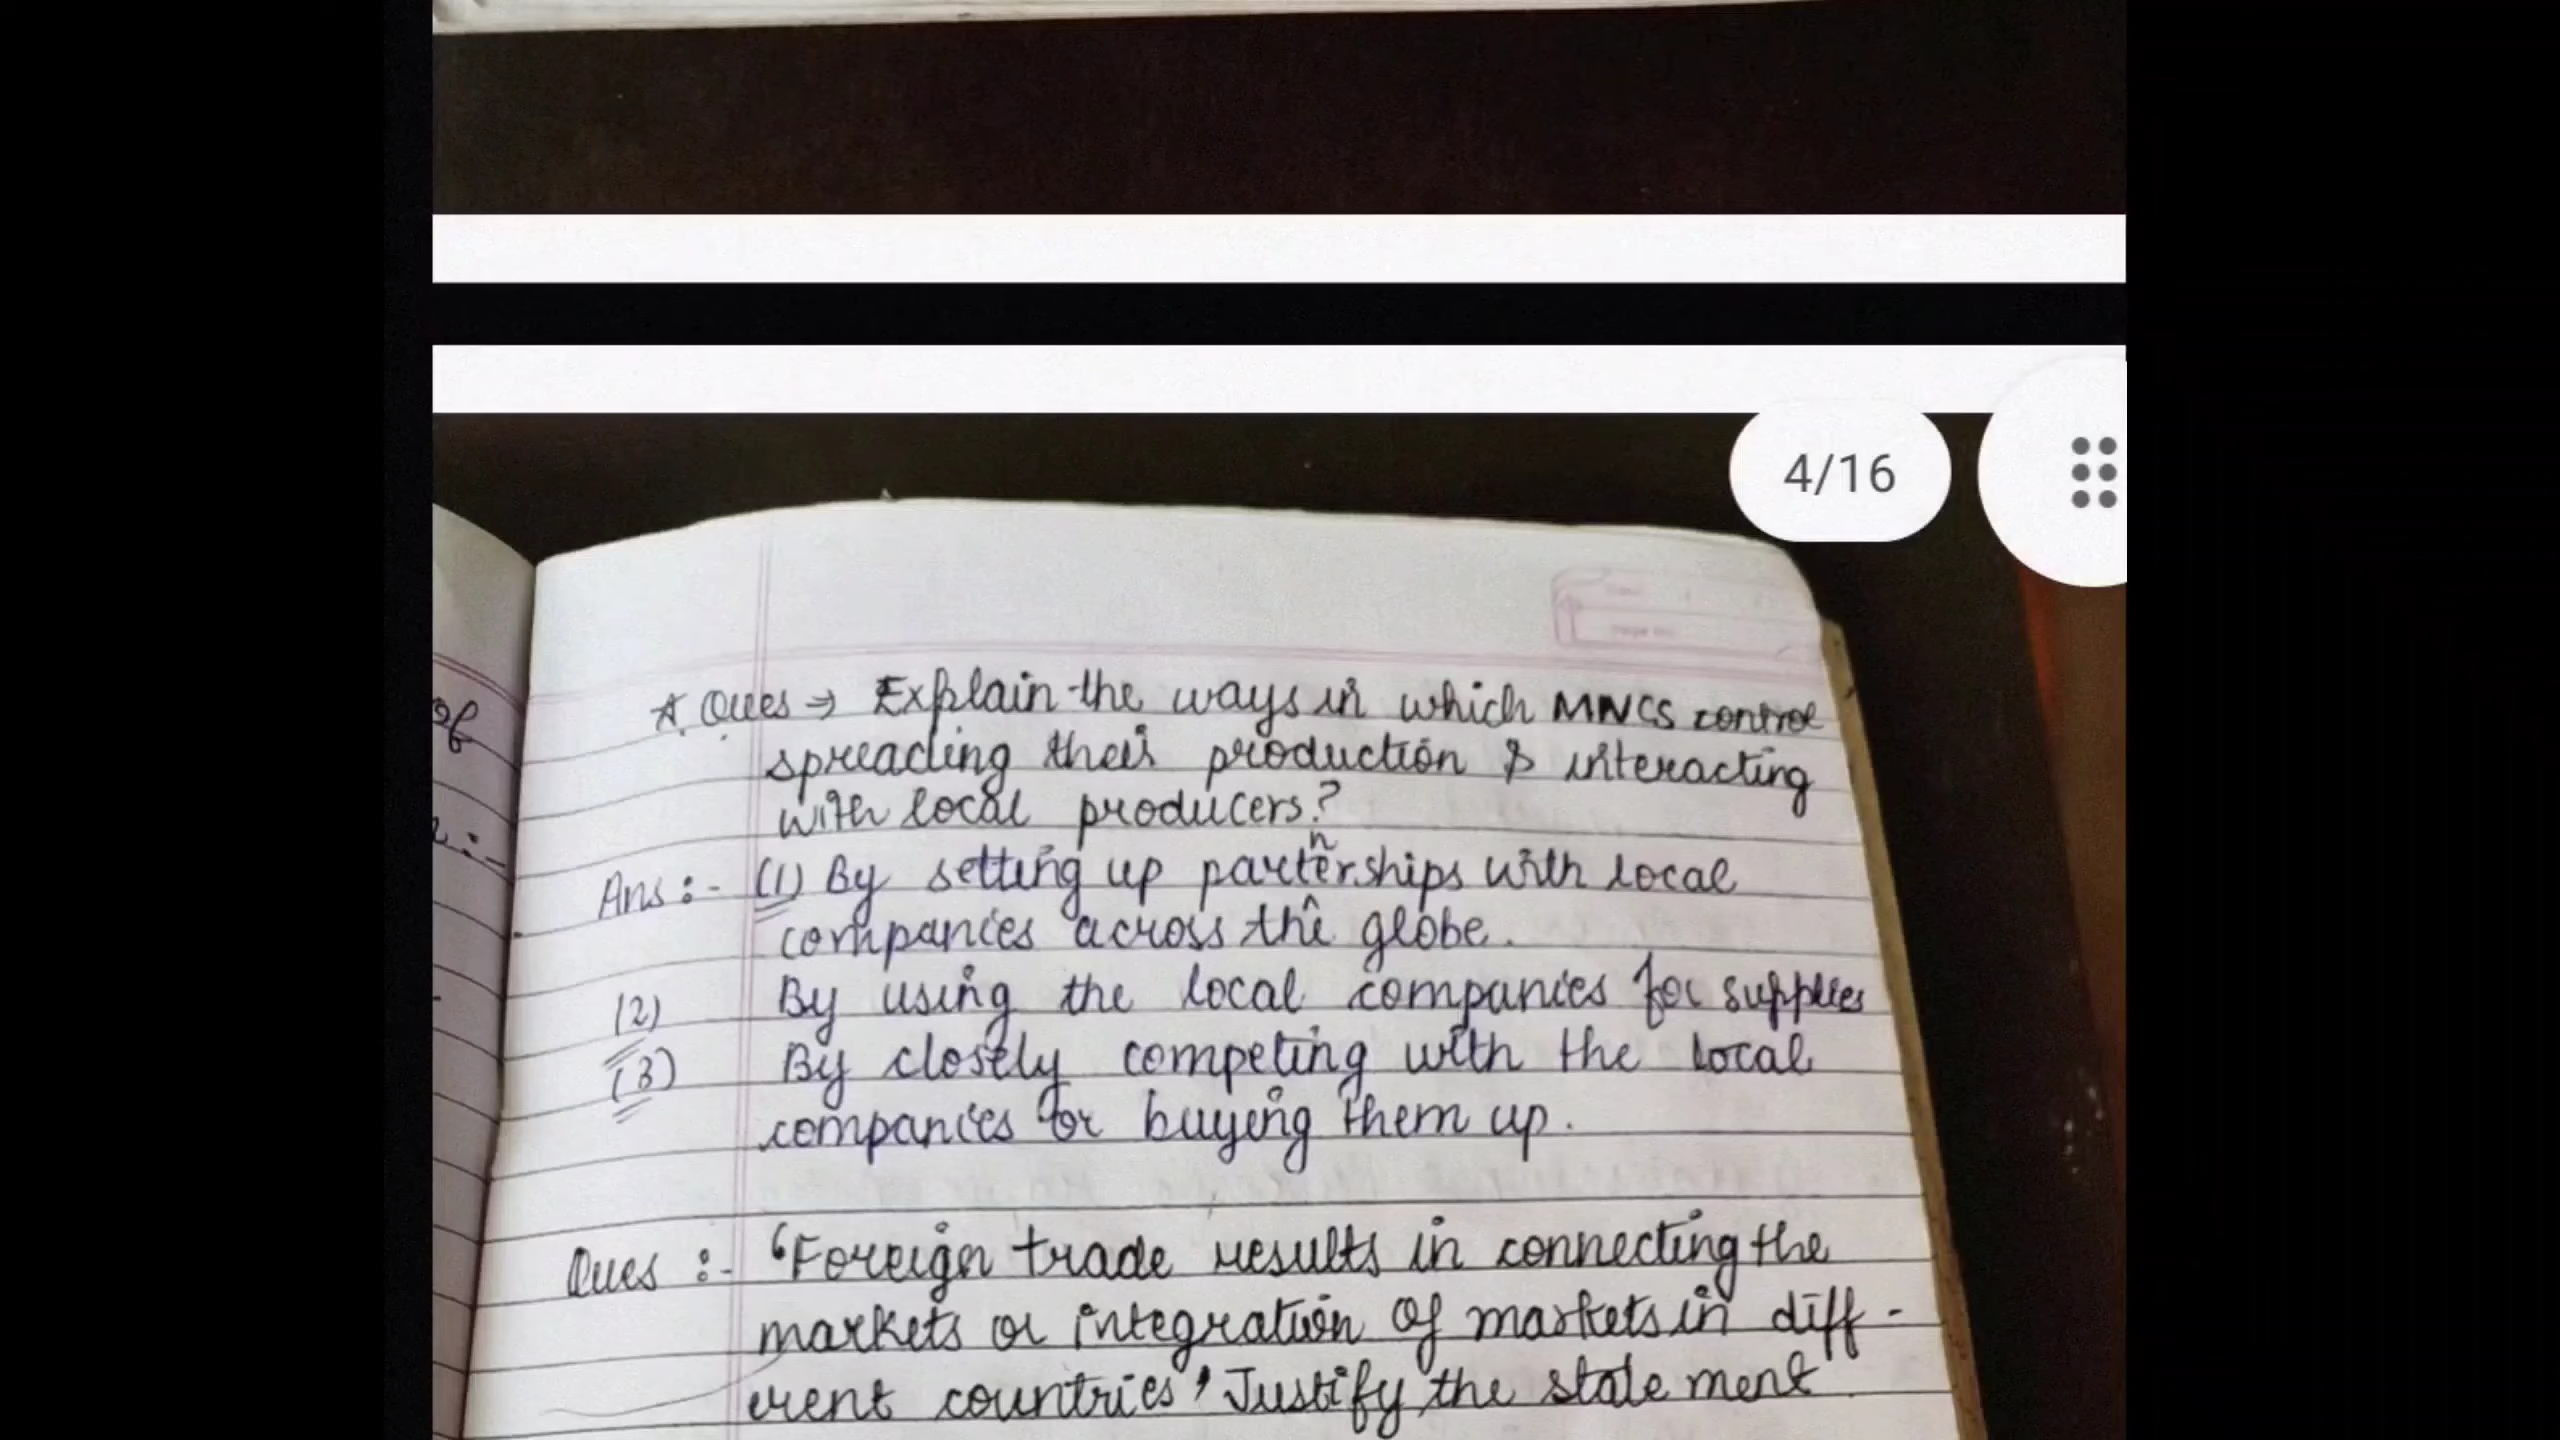 4/16
of
★ Ques → Explain the ways in which MNCS control
spreading their production & interacting
with local producers?
Ans :- (1) By setting up partnerships with local
companies across the globe.
(2) By using the local companies for supplies
(3) By closely competing with the local
companies or buying them up.
Ques :- ‘Foreign trade results in connecting the
markets or integration of markets in diff-
erent countries’ Justify the statement